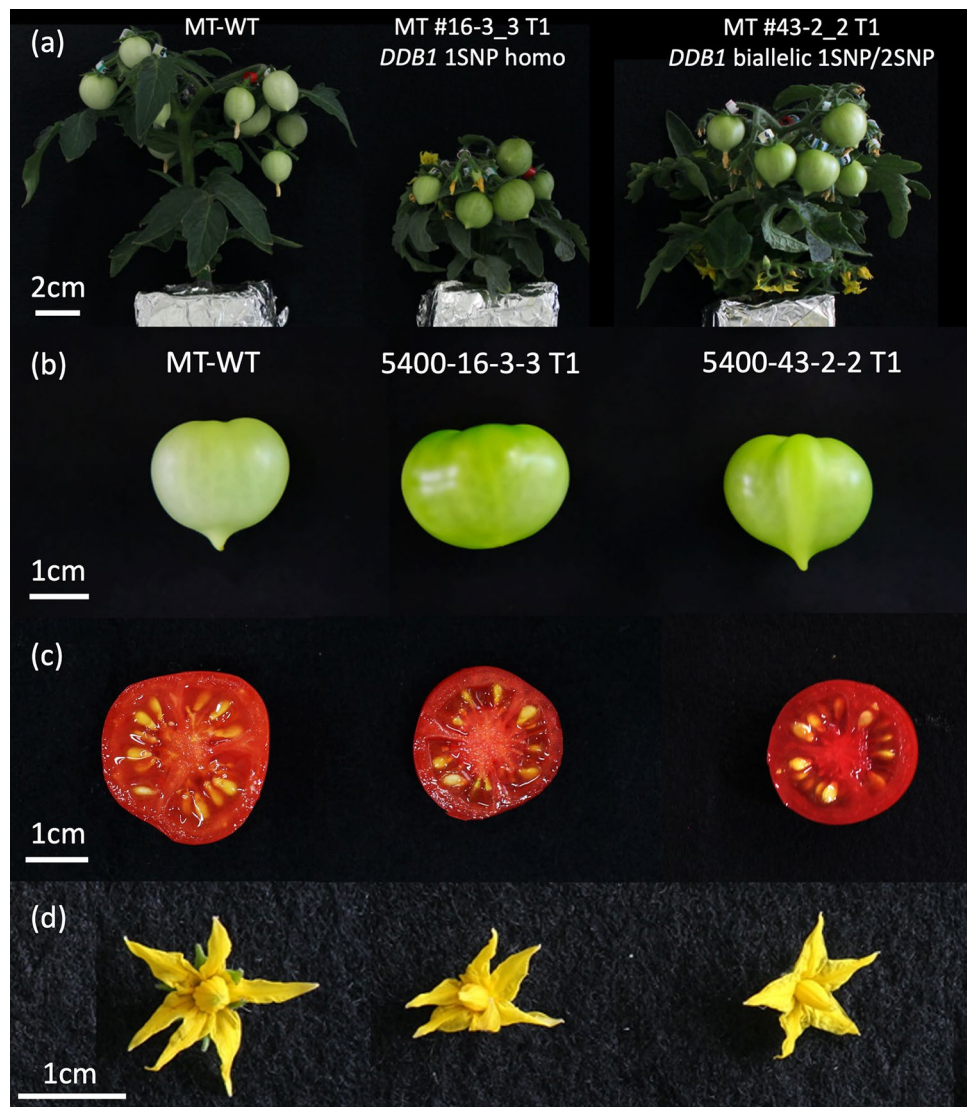 (a)
MT-WT
MT #16-3_3 T1
DDB1 1SNP homo
MT #43-2_2 T1
DDB1 biallelic 1SNP/2SNP
2cm
(b)
MT-WT
5400-16-3-3 T1
5400-43-2-2 T1
1cm
(c)
1cm
(d)
1cm